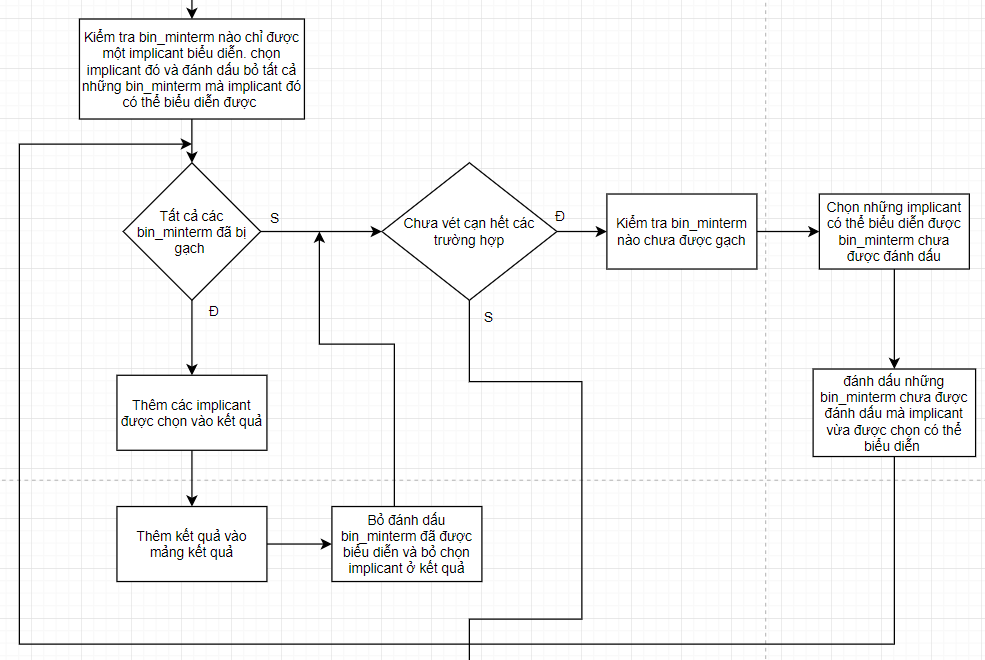 Kiểm tra bin_minterm nào chỉ được
một implicant biểu diễn. chọn
implicant đó và đánh dấu bỏ tất cả
những bin_minterm mà implicant đó
có thể biểu diễn được
Tất cả các
bin_minterm đã bị
gạch
S
Đ
Chưa vét cạn hết các
trường hợp
Đ
S
Kiểm tra bin_minterm
nào chưa được gạch
Chọn những implicant
có thể biểu diễn được
bin_minterm chưa
được đánh dấu
đánh dấu những
bin_minterm chưa được
đánh dấu mà implicant
vừa được chọn có thể
biểu diễn
Thêm các implicant
được chọn vào kết quả
Thêm kết quả vào
mảng kết quả
Bỏ đánh dấu
bin_minterm đã được
biểu diễn và bỏ chọn
implicant ở kết quả